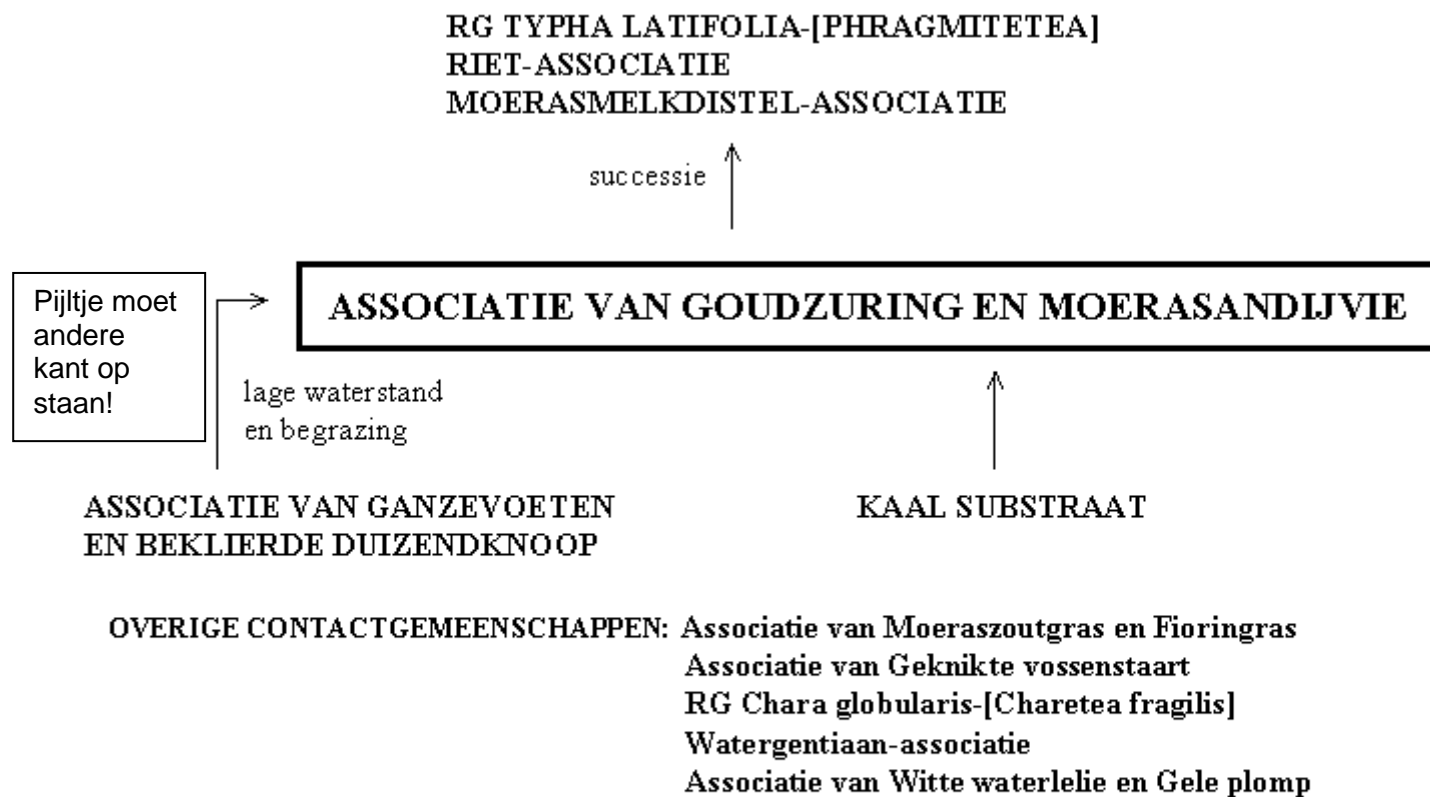 RG TYPHA LATIFOLIA-[PHRAGMITETEA]
RIET-ASSOCIATIE
MOERASMELKDISTEL-ASSOCIATIE
successie
Pijltje moet
andere
kant op
staan!
ASSOCIATIE VAN GOUDZURING EN MOERASANDIJVIE
lage waterstand
en begrazing
ASSOCIATIE VAN GANZEVOETEN
EN BEKLIERDE DUIZENDKNOOP
KAAL SUBSTRAAT
OVERIGE CONTACTGEMEENSCHAPPEN: Associatie van Moeraszoutgras en Fioringras
Associatie van Geknikte vossenstaart
RG Chara globularis-[Charetea fragilis]
Watergentiaan-associatie
Associatie van Witte waterlelie en Gele plomp